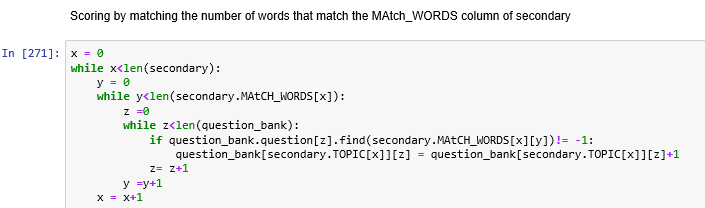 Scoring by matching the number of words that match the MAtch_WORDS column of secondary
In [271]: x = 0
while x<len(secondary):
    y = 0
    while y<len(secondary.MAtCH_WORDS[x]):
        z =0
        while z<len(question_bank):
            if question_bank.question[z].find(secondary.MAtCH_WORDS[x][y])!= -1:
                question_bank[secondary.TOPIC[x]][z] = question_bank[secondary.TOPIC[x]][z]+1
            z= z+1
        y =y+1
    x = x+1